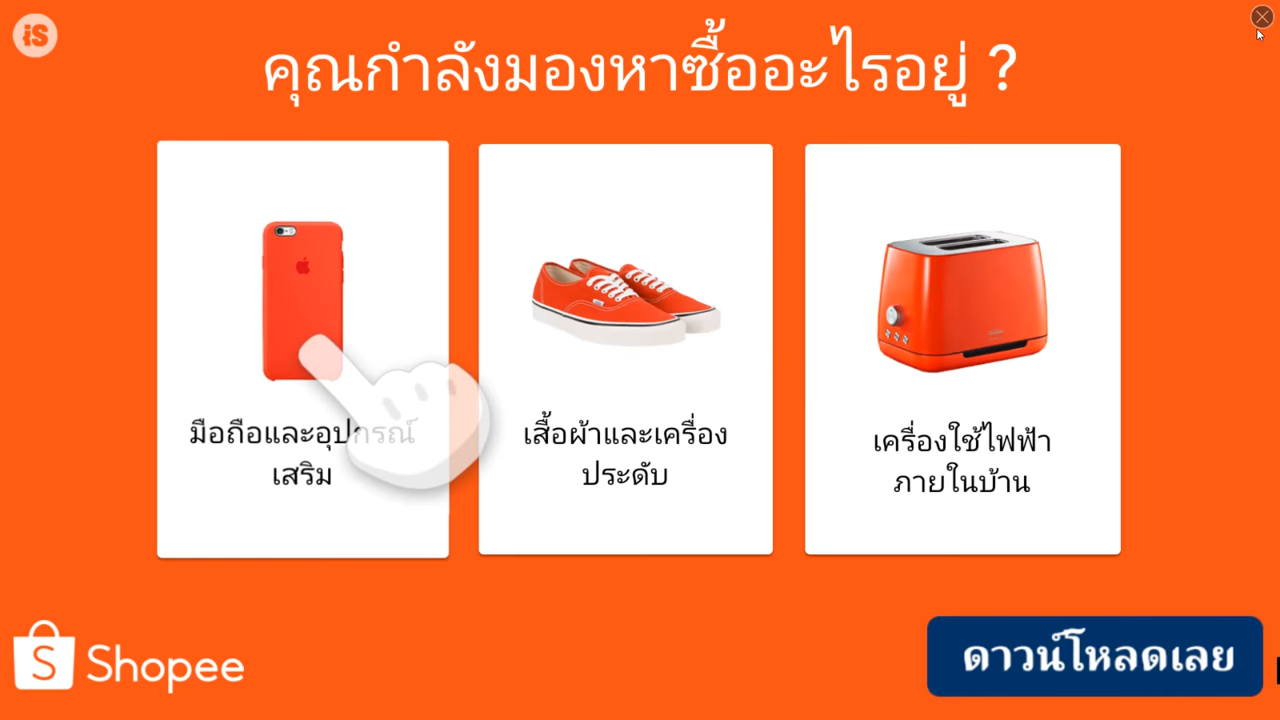 iS
คุณกำลังมองหาซื้ออะไรอยู่ ?
มือถือและอุปกรณ์
เสริม
เสื้อผ้าและเครื่อง
ประดับ
เครื่องใช้ไฟฟ้า
ภายในบ้าน
S Shopee
ดาวน์โหลดเลย